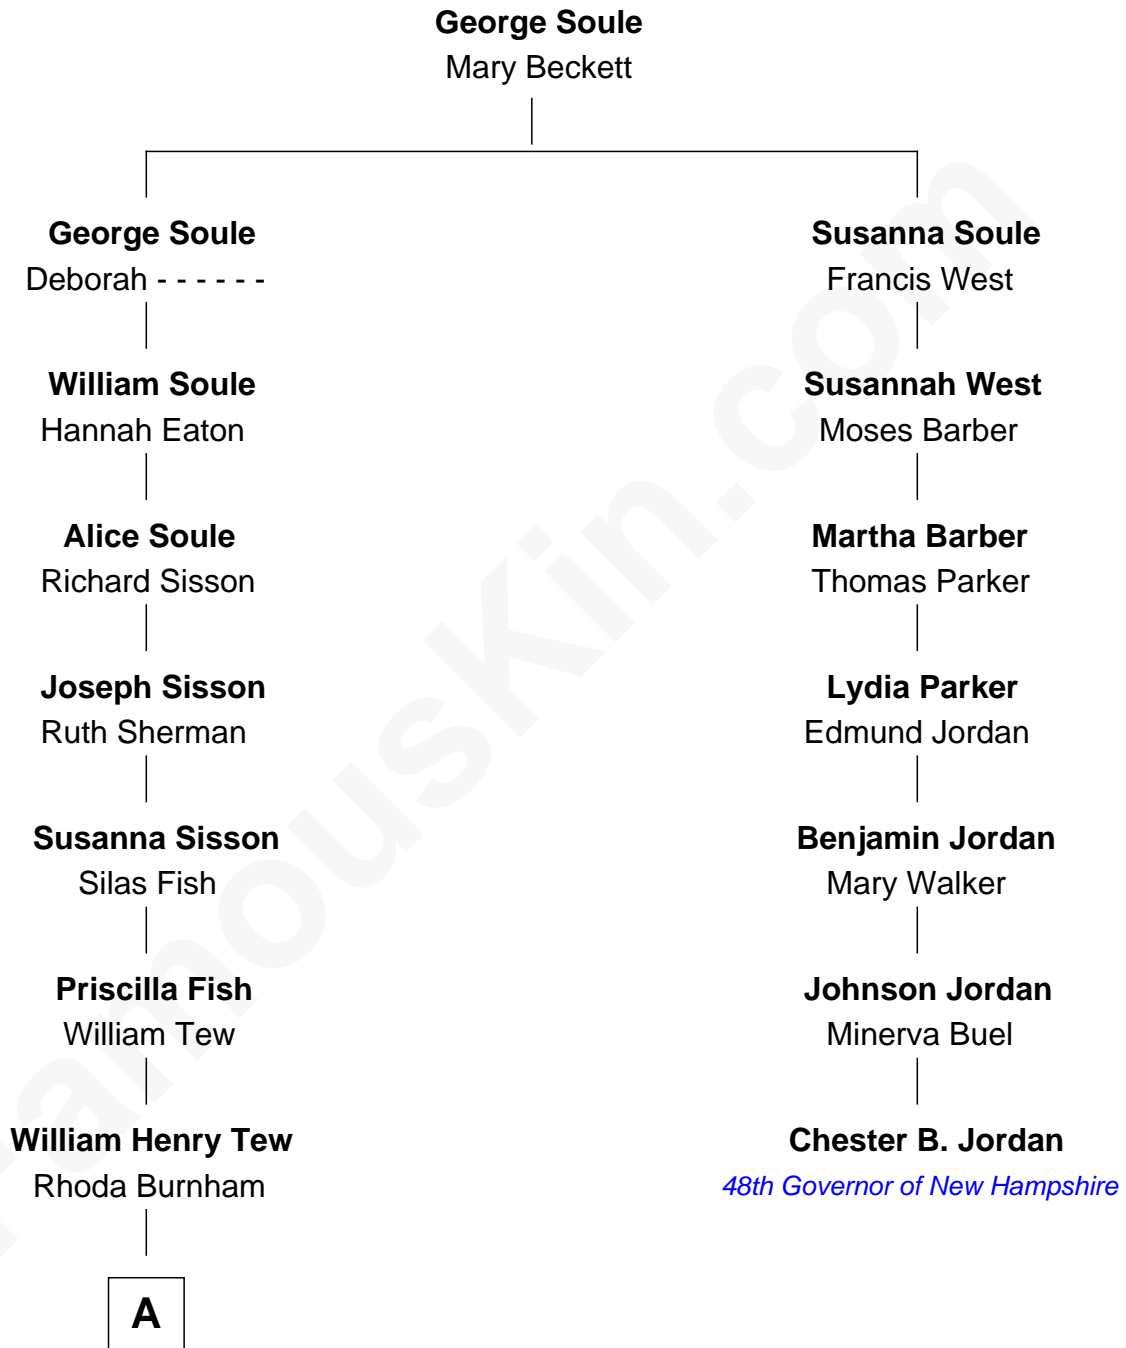 George Soule
Mary Beckett
George Soule
Deborah - - - - - -
Susanna Soule
Francis West
William Soule
Hannah Eaton
Susannah West
Moses Barber
Alice Soule
Richard Sisson
Martha Barber
Thomas Parker
Joseph Sisson
Ruth Sherman
Lydia Parker
Edmund Jordan
Susanna Sisson
Silas Fish
Benjamin Jordan
Mary Walker
Priscilla Fish
William Tew
Johnson Jordan
Minerva Buel
William Henry Tew
Rhoda Burnham
Chester B. Jordan
48th Governor of New Hampshire
A
FamousKin.com